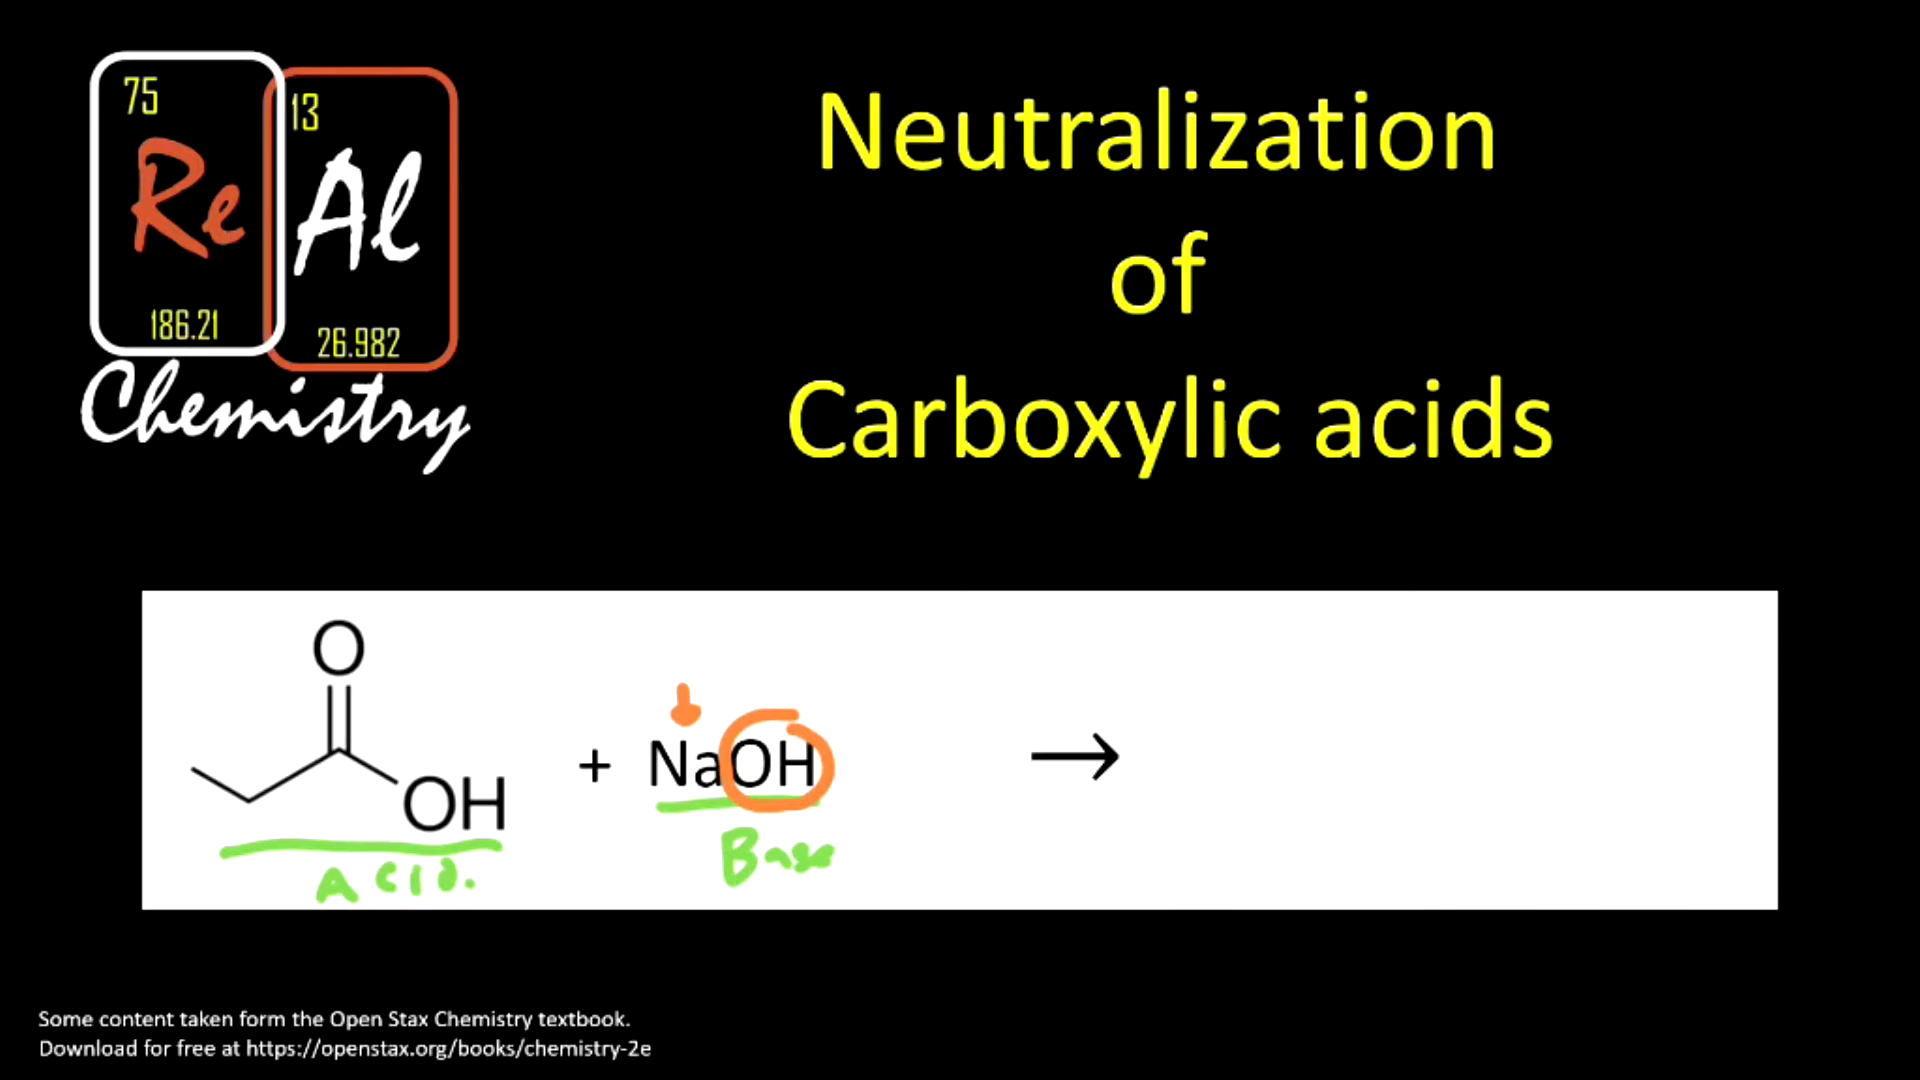 75
13
Re
Al
186.21
26.982
Chemistry
Neutralization
of
Carboxylic acids
O
OH
+ NaOH →
Acid.
Base
Some content taken form the Open Stax Chemistry textbook.
Download for free at https://openstax.org/books/chemistry-2e